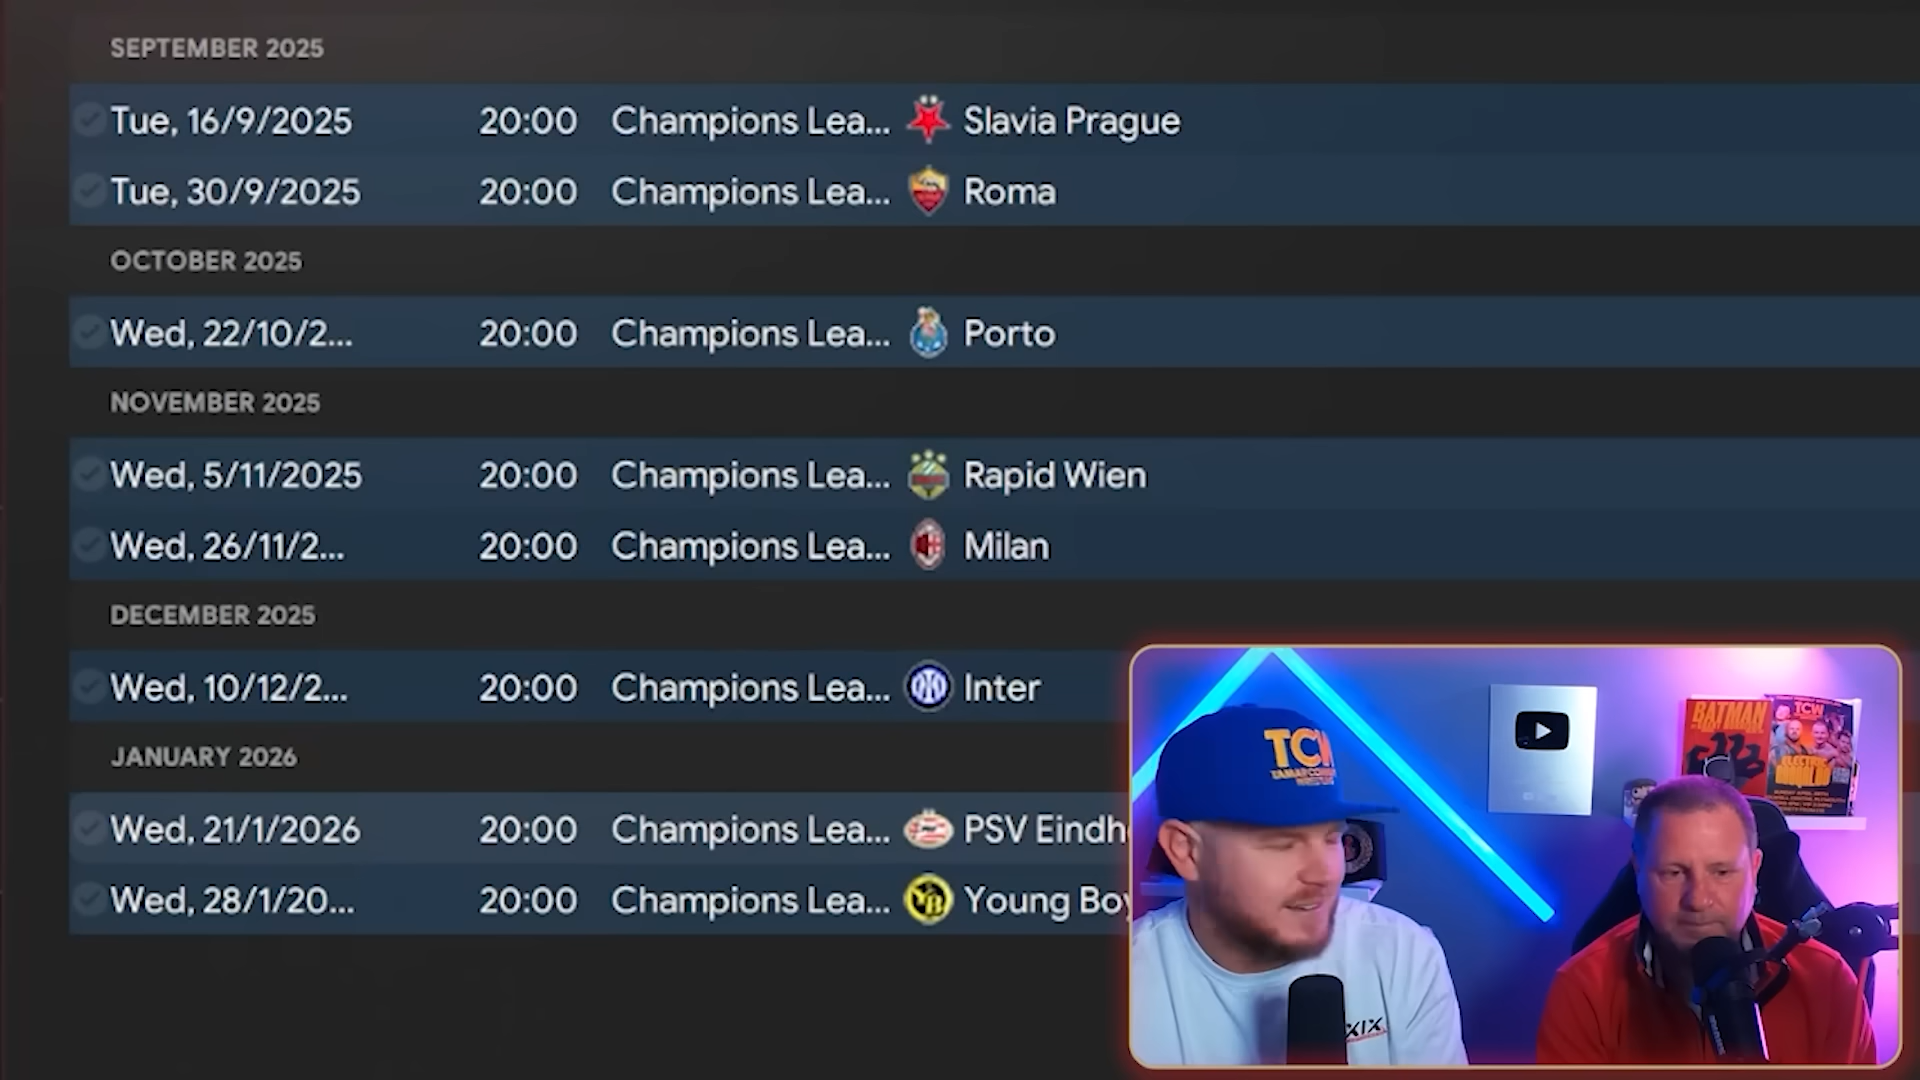 SEPTEMBER 2025
Tue, 16/9/2025 20:00 Champions Lea... Slavia Prague
Tue, 30/9/2025 20:00 Champions Lea... Roma
OCTOBER 2025
Wed, 22/10/2... 20:00 Champions Lea... Porto
NOVEMBER 2025
Wed, 5/11/2025 20:00 Champions Lea... Rapid Wien
Wed, 26/11/2... 20:00 Champions Lea... Milan
DECEMBER 2025
Wed, 10/12/2... 20:00 Champions Lea... Inter
JANUARY 2026
Wed, 21/1/2026 20:00 Champions Lea... PSV Eindh
Wed, 28/1/20... 20:00 Champions Lea... Young Boy
BATMAN
TCW
ELECTRIC
TCW
XIX